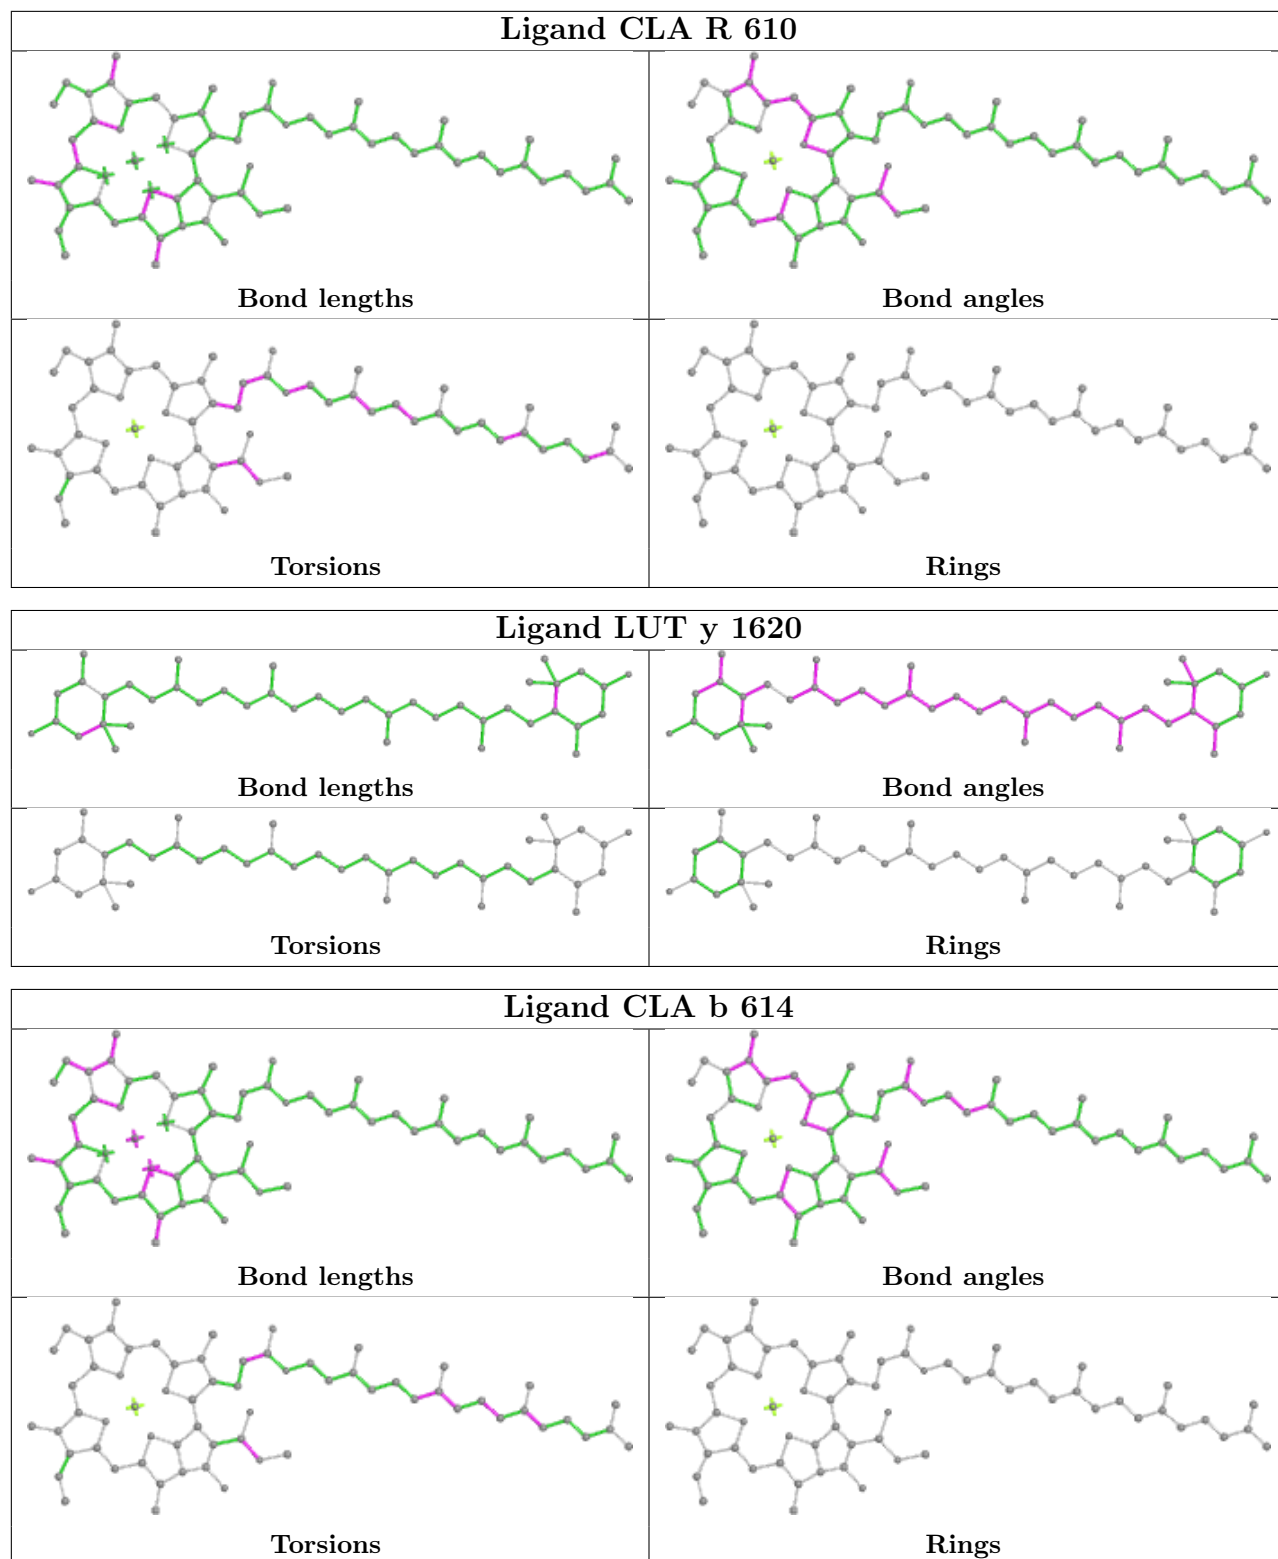 Ligand CLA R 610
Bond lengths
Bond angles
Torsions
Rings
Ligand LUT y 1620
Bond lengths
Bond angles
Torsions
Rings
Ligand CLA b 614
Bond lengths
Bond angles
Torsions
Rings